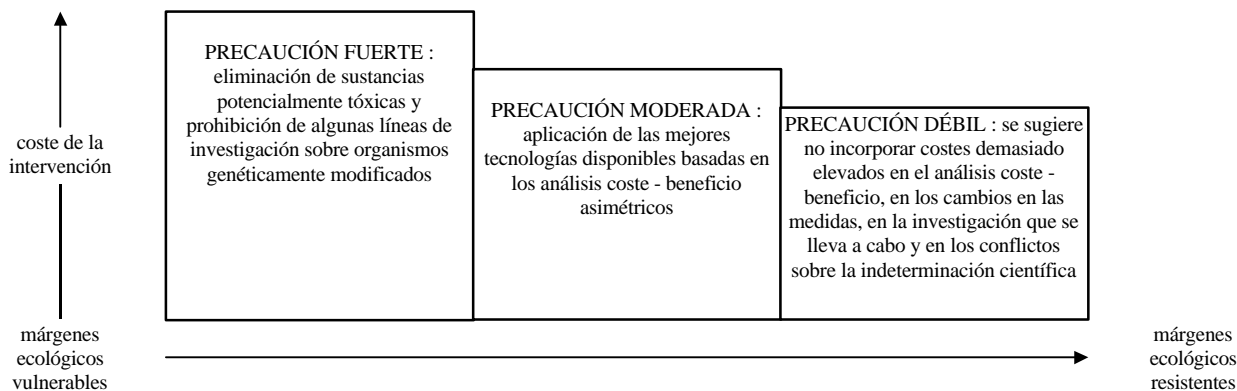 PRECAUCIÓN FUERTE :
eliminación de sustancias
potencialmente tóxicas y
prohibición de algunas líneas de
investigación sobre organismos
genéticamente modificados
PRECAUCIÓN MODERADA :
aplicación de las mejores
tecnologías disponibles basadas en
los análisis coste - beneficio
asimétricos
PRECAUCIÓN DÉBIL : se sugiere
no incorporar costes demasiado
elevados en el análisis coste -
beneficio, en los cambios en las
medidas, en la investigación que se
lleva a cabo y en los conflictos
sobre la indeterminación científica
coste de la
intervención
márgenes
ecológicos
vulnerables
márgenes
ecológicos
resistentes